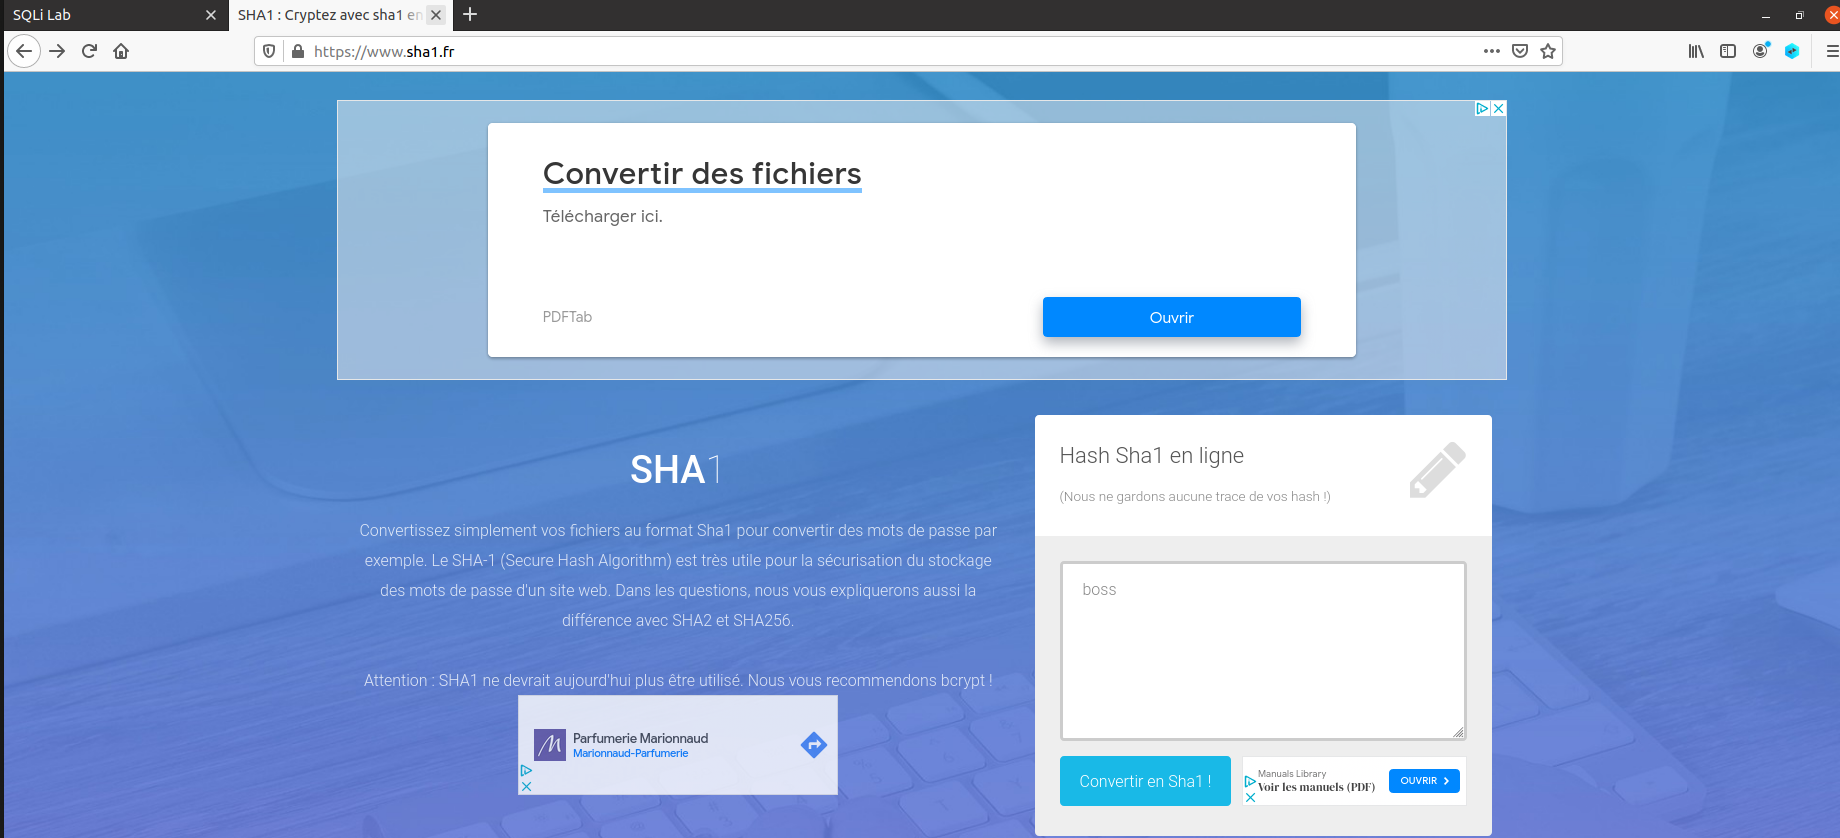 SQLi Lab
SHA1 : Cryptez avec sha1 en
https://www.sha1.fr
Convertir des fichiers
Télécharger ici.
PDFTab
Ouvrir
SHA1
Convertissez simplement vos fichiers au format Sha1 pour convertir des mots de passe par
exemple. Le SHA-1 (Secure Hash Algorithm) est très utile pour la sécurisation du stockage
des mots de passe d'un site web. Dans les questions, nous vous expliquerons aussi la
différence avec SHA2 et SHA256.
Attention : SHA1 ne devrait aujourd'hui plus être utilisé. Nous vous recommendons bcrypt !
Parfumerie Marionnaud
Marionnaud-Parfumerie
Hash Sha1 en ligne
(Nous ne gardons aucune trace de vos hash !)
boss
Convertir en Sha1 !
Manuals Library
Voir les manuels (PDF)
OUVRIR